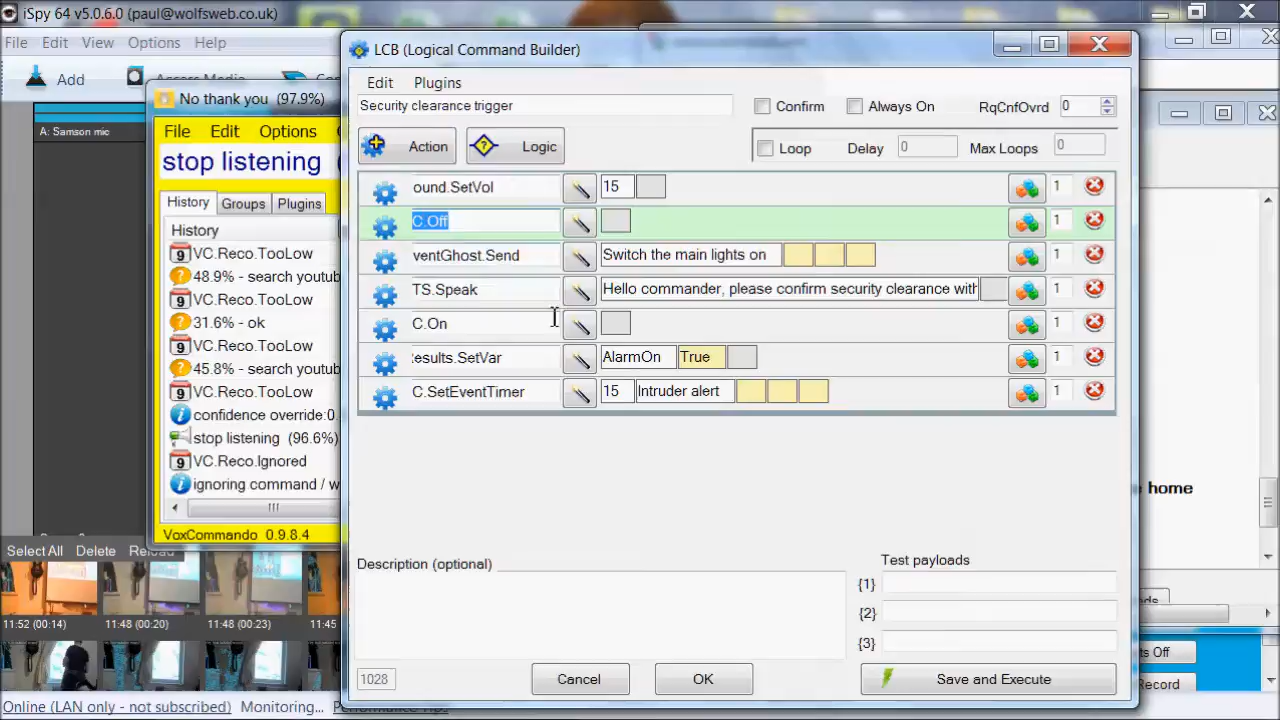 iSpy 64 v5.0.6.0 (paul@wolfsweb.co.uk)
File Edit View Options Help
Add
A: Samson mic
No thank you (97.9%)
File Edit Options
stop listening
History Groups Plugins
History
VC.Reco.TooLow
48.9% - search youtub
VC.Reco.TooLow
31.6% - ok
VC.Reco.TooLow
45.8% - search youtub
VC.Reco.TooLow
confidence override:0.
stop listening (96.6%)
VC.Reco.Ignored
ignoring command / w
VoxCommando 0.9.8.4
Select All Delete Reload
11:52 (00:14) 11:48 (00:20) 11:48 (00:23) 11:45
Online (LAN only - not subscribed) Monitoring... Performance Tips
LCB (Logical Command Builder)
Edit Plugins
Security clearance trigger
Confirm Always On RqCnfOvrd 0
Action Logic
Loop Delay 0 Max Loops 0
ound.SetVol 15 1
C.Off 1
ventGhost.Send Switch the main lights on 1
TS.Speak Hello commander, please confirm security clearance with 1
C.On 1
esults.SetVar AlarmOn True 1
C.SetEventTimer 15 Intruder alert 1
Description (optional)
Test payloads
{1}
{2}
{3}
1028 Cancel OK Save and Execute
home
ts Off
Record